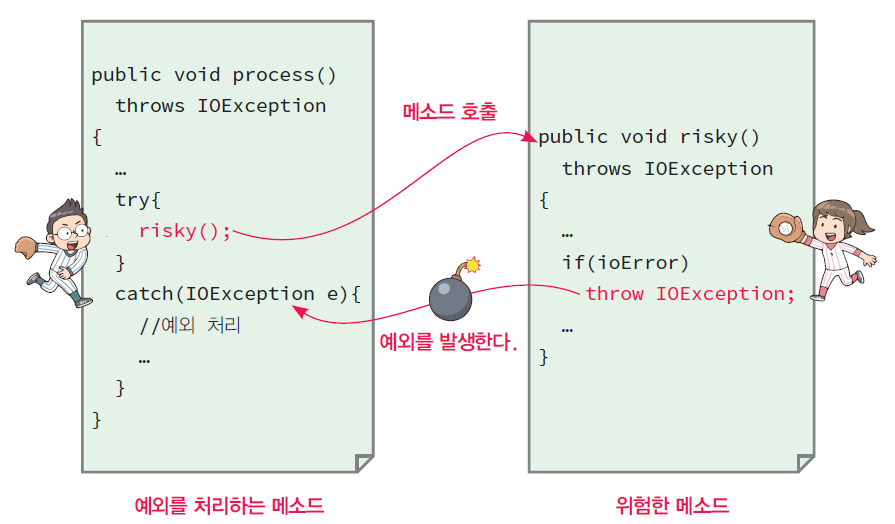 public void process()
throws IOException
{
…
try{
risky();
}
catch(IOException e){
//예외 처리
…
}
}
메소드 호출
예외를 발생한다.
public void risky()
throws IOException
{
…
if(ioError)
throw IOException;
…
}
예외를 처리하는 메소드
위험한 메소드